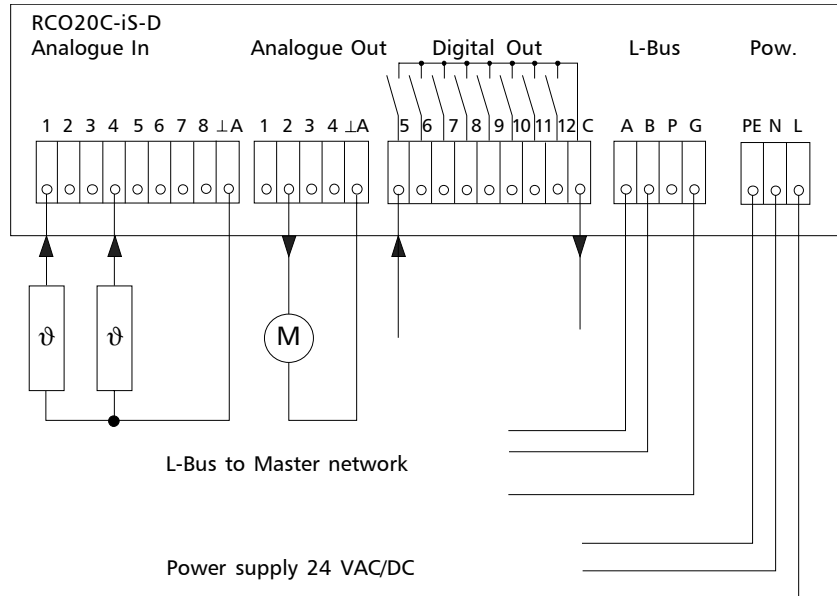 RCO20C-iS-D
Analogue In Analogue Out Digital Out L-Bus Pow.
1 2 3 4 5 6 7 8 ⊥A 1 2 3 4 ⊥A 5 6 7 8 9 10 11 12 C A B P G PE N L
ϑ ϑ M
L-Bus to Master network
Power supply 24 VAC/DC